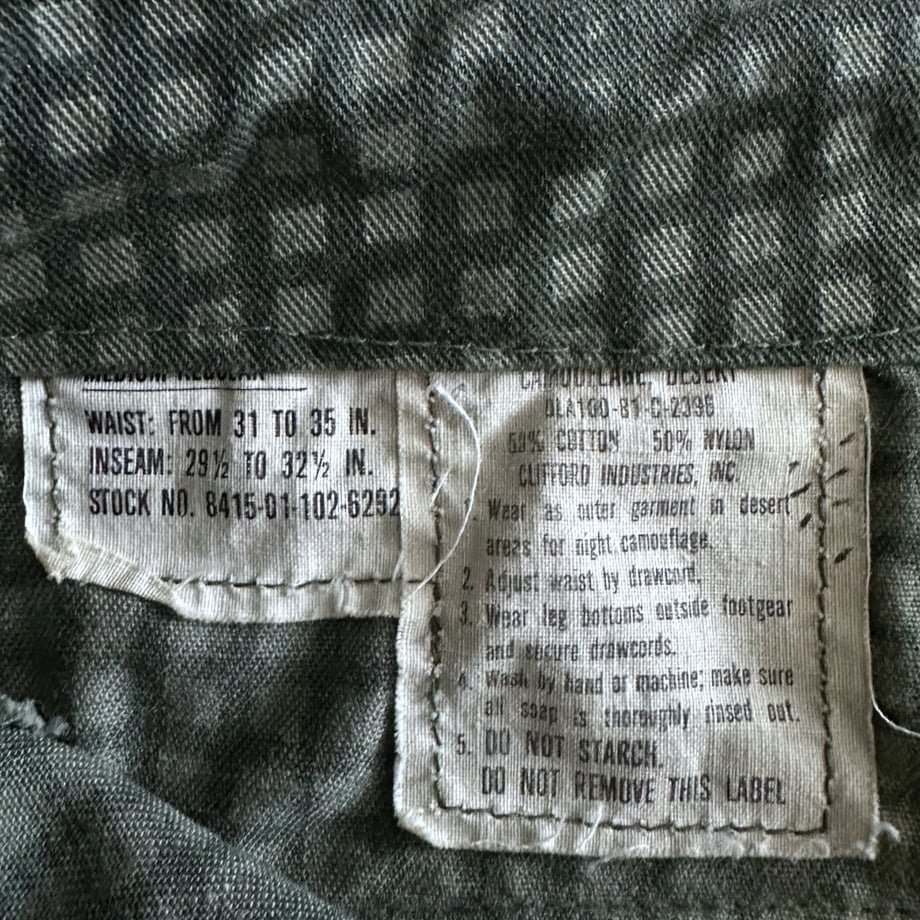 MEDIUM-REGULAR
WAIST: FROM 31 TO 35 IN.
INSEAM: 29½ TO 32½ IN.
STOCK NO. 8415-01-102-6292
CAMOUFLAGE, DESERT
DLA100-81-C-2396
50% COTTON 50% NYLON
CLIFFORD INDUSTRIES, INC.
Wear as outer garment in desert
areas for night camouflage.
2. Adjust waist by drawcord.
3. Wear leg bottoms outside footgear
and secure drawcords.
4. Wash by hand or machine; make sure
all soap is thoroughly rinsed out.
5. DO NOT STARCH.
DO NOT REMOVE THIS LABEL